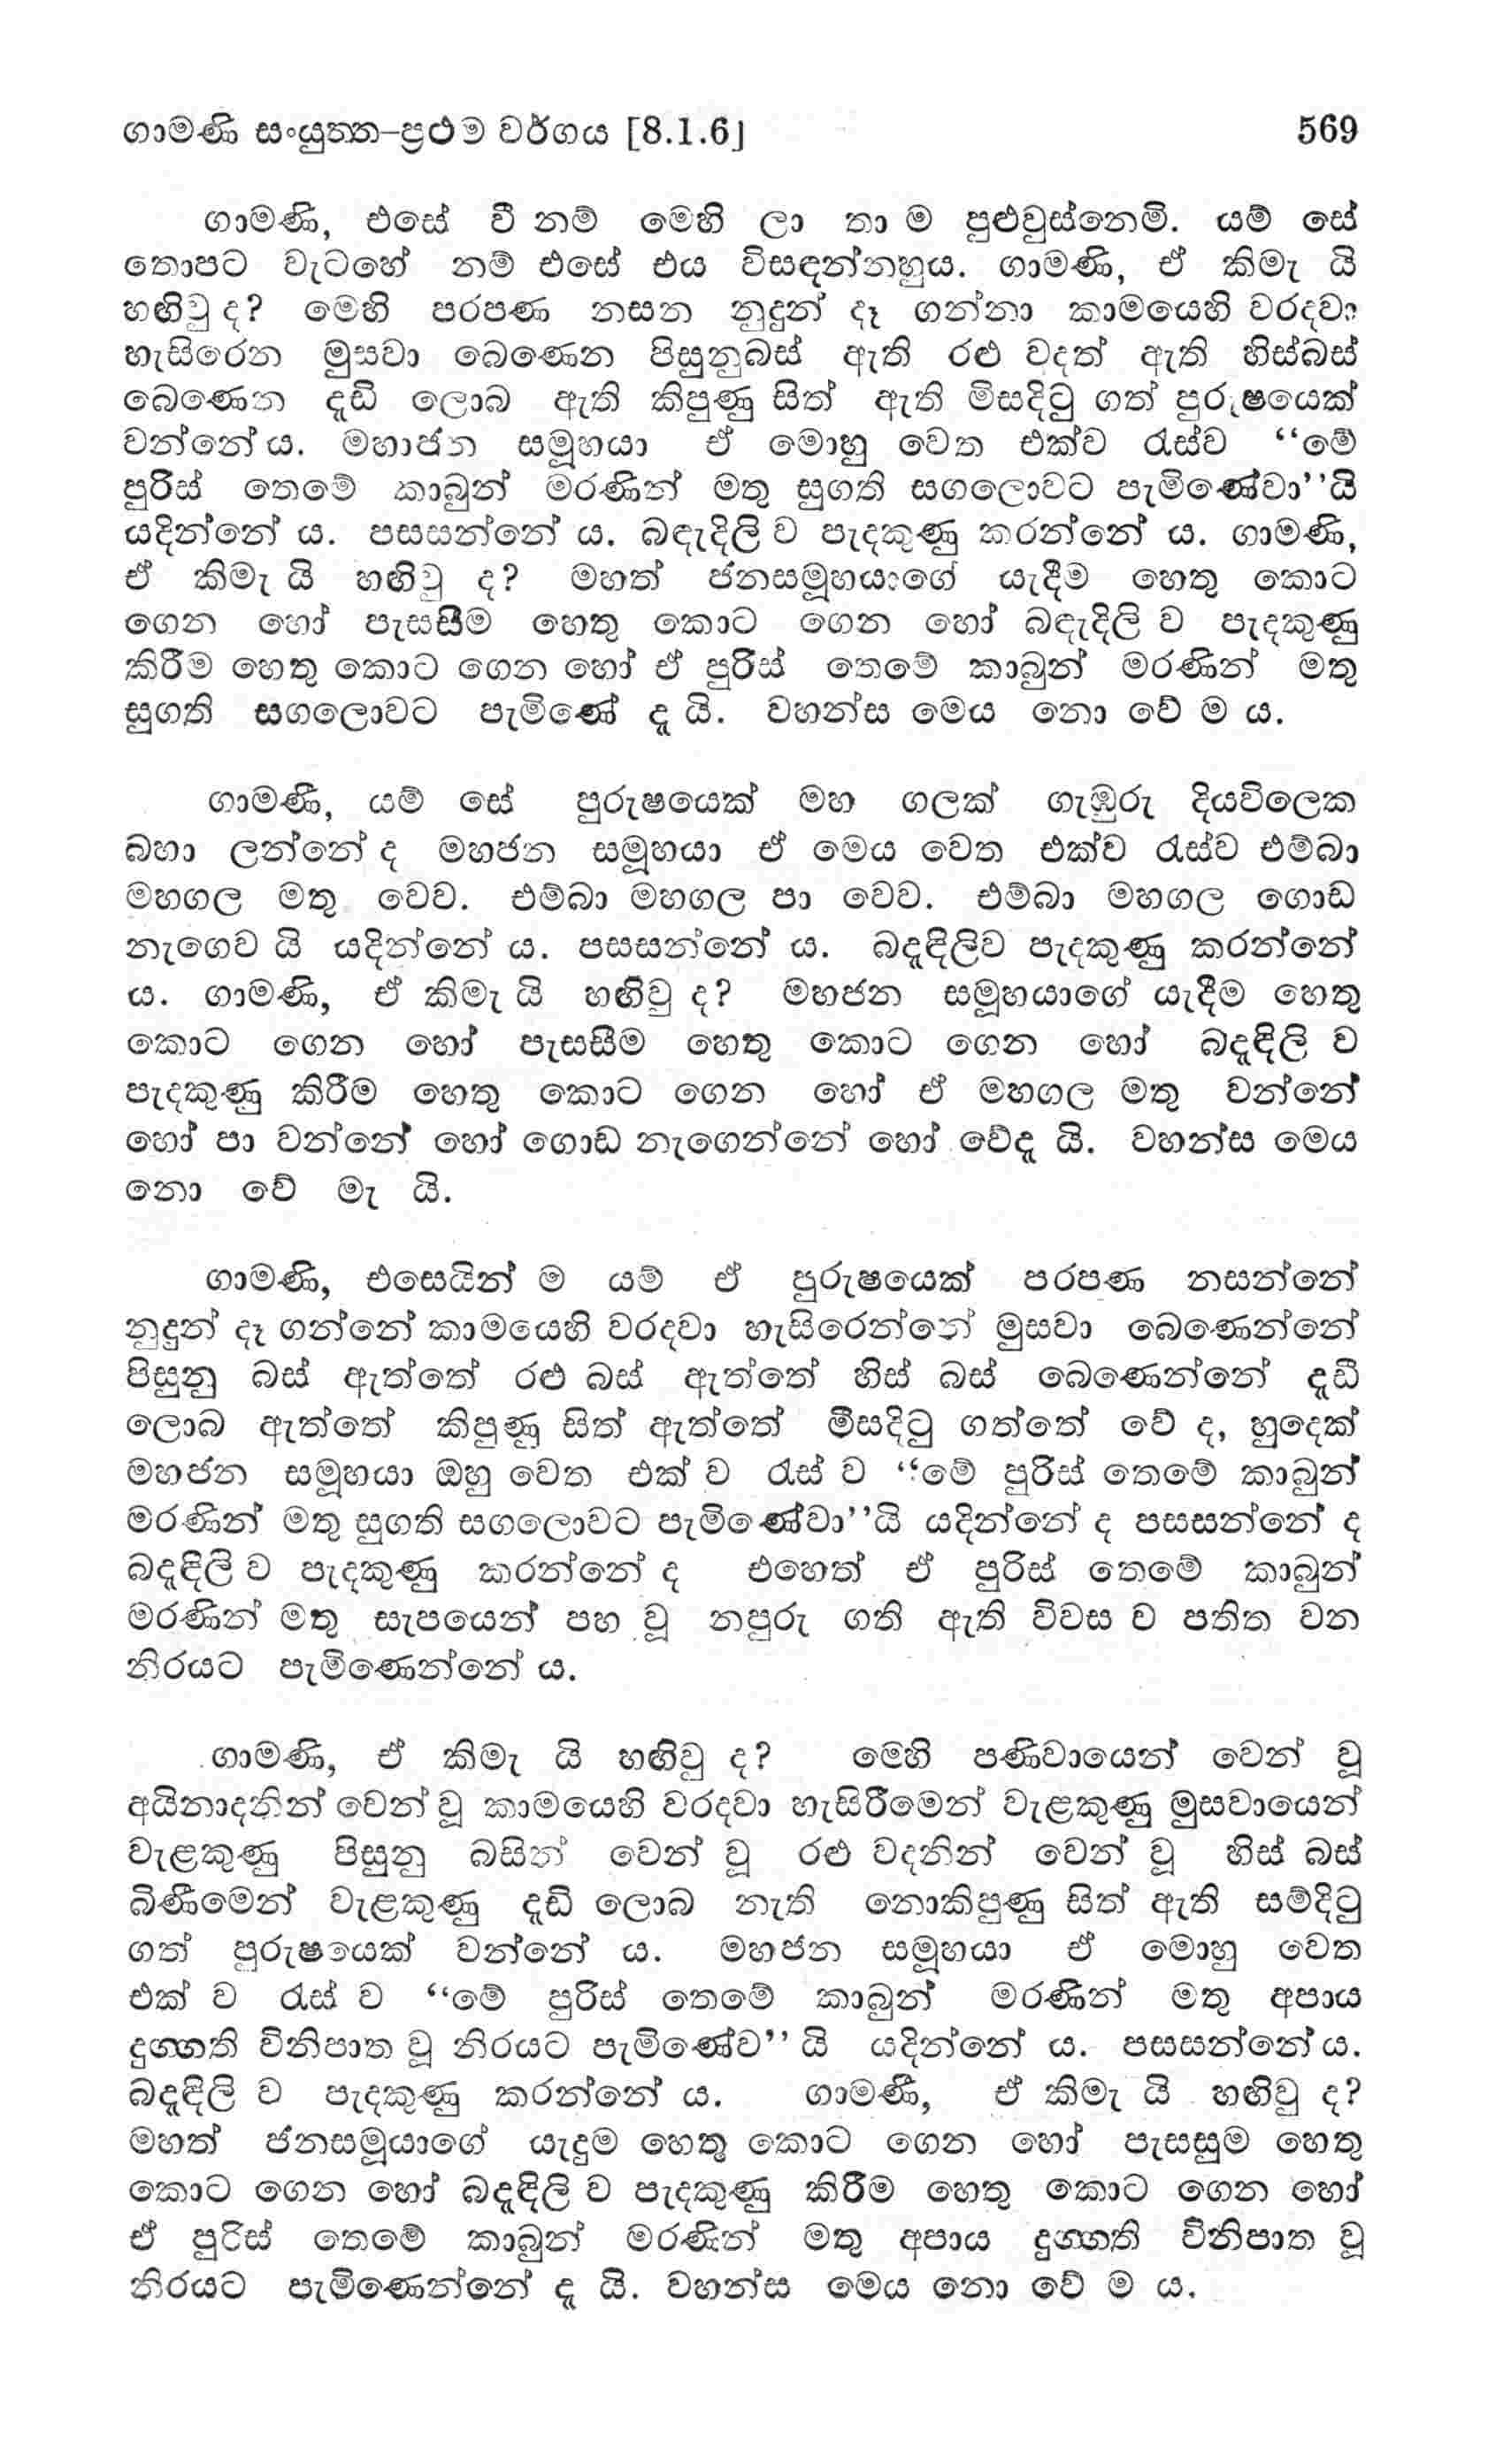 ගාමණි සංයුත්ත-ප්‍රථම වර්ගය [8.1.6] 569
ගාමණි, එසේ වී නම් මෙහි ලා තා ම පුළුවුස්නෙමි. යම් සේ
තොපට වැටහේ නම් එසේ එය විසඳන්නහුය. ගාමණි, ඒ කිමැ යි
හඟිවු ද? මෙහි පරපණ නසන නුදුන් දෑ ගන්නා කාමයෙහි වරදවා
හැසිරෙන මුසවා බෙණෙන පිසුනුබස් ඇති රළු වදන් ඇති හිස්බස්
බෙණෙන දැඩි ලොබ ඇති කිපුණු සිත් ඇති මිසදිටු ගත් පුරුෂයෙක්
වන්නේ ය. මහාජන සමූහයා ඒ මොහු වෙත එක්ව රැස්ව “මේ
පුරිස් තෙමේ කාබුන් මරණින් මතු සුගති සගලොවට පැමිණේවා”යි
යදින්නේ ය. පසසන්නේ ය. බඳැදිලි ව පැදකුණු කරන්නේ ය. ගාමණි,
ඒ කිමැ යි හඟිවු ද? මහත් ජනසමූහයාගේ යැදීම හෙතු කොට
ගෙන හෝ පැසසීම හෙතු කොට ගෙන හෝ බඳැදිලි ව පැදකුණු
කිරීම හෙතු කොට ගෙන හෝ ඒ පුරිස් තෙමේ කාබුන් මරණින් මතු
සුගති සගලොවට පැමිණේ දැ යි. වහන්ස මෙය නො වේ ම ය.
ගාමණි, යම් සේ පුරුෂයෙක් මහ ගලක් ගැඹුරු දියවිලෙක
බහා ලන්නේ ද මහජන සමූහයා ඒ මෙය වෙත එක්ව රැස්ව එම්බා
මහගල මතු වෙව. එම්බා මහගල පා වෙව. එම්බා මහගල ගොඩ
නැගෙව යි යදින්නේ ය. පසසන්නේ ය. බදැඳිලිව පැදකුණු කරන්නේ
ය. ගාමණි, ඒ කිමැ යි හඟිවු ද? මහජන සමූහයාගේ යැදීම හෙතු
කොට ගෙන හෝ පැසසීම හෙතු කොට ගෙන හෝ බදැඳිලි ව
පැදකුණු කිරීම හෙතු කොට ගෙන හෝ ඒ මහගල මතු වන්නේ
හෝ පා වන්නේ හෝ ගොඩ නැගෙන්නේ හෝ වේදැ යි. වහන්ස මෙය
නො වේ මැ යි.
ගාමණි, එසෙයින් ම යම් ඒ පුරුෂයෙක් පරපණ නසන්නේ
නුදුන් දෑ ගන්නේ කාමයෙහි වරදවා හැසිරෙන්නේ මුසවා බෙණෙන්නේ
පිසුනු බස් ඇත්තේ රළු බස් ඇත්තේ හිස් බස් බෙණෙන්නේ දැඩි
ලොබ ඇත්තේ කිපුණු සිත් ඇත්තේ මිසදිටු ගත්තේ වේ ද, හුදෙක්
මහජන සමූහයා ඔහු වෙත එක් ව රැස් ව “මේ පුරිස් තෙමේ කාබුන්
මරණින් මතු සුගති සගලොවට පැමිණේවා”යි යදින්නේ ද පසසන්නේ ද
බදැඳිලි ව පැදකුණු කරන්නේ ද එහෙත් ඒ පුරිස් තෙමේ කාබුන්
මරණින් මතු සැපයෙන් පහ වූ නපුරු ගති ඇති විවස ව පතිත වන
නිරයට පැමිණෙන්නේ ය.
ගාමණි, ඒ කිමැ යි හඟිවු ද? මෙහි පණිවායෙන් වෙන් වූ
අයිනාදනින් වෙන් වූ කාමයෙහි වරදවා හැසිරීමෙන් වැළකුණු මුසවායෙන්
වැළකුණු පිසුනු බසින් වෙන් වූ රළු වදනින් වෙන් වූ හිස් බස්
බිණීමෙන් වැළකුණු දැඩි ලොබ නැති නොකිපුණු සිත් ඇති සම්දිටු
ගත් පුරුෂයෙක් වන්නේ ය. මහජන සමූහයා ඒ මොහු වෙත
එක් ව රැස් ව “මේ පුරිස් තෙමේ කාබුන් මරණින් මතු අපාය
දුග්ගති විනිපාත වූ නිරයට පැමිණේව” යි යදින්නේ ය. පසසන්නේ ය.
බදැඳිලි ව පැදකුණු කරන්නේ ය. ගාමණි, ඒ කිමැ යි හඟිවු ද?
මහත් ජනසමූයාගේ යැදුම හෙතු කොට ගෙන හෝ පැසසුම හෙතු
කොට ගෙන හෝ බදැඳිලි ව පැදකුණු කිරීම හෙතු කොට ගෙන හෝ
ඒ පුරිස් තෙමේ කාබුන් මරණින් මතු අපාය දුග්ගති විනිපාත වූ
නිරයට පැමිණෙන්නේ දැ යි. වහන්ස මෙය නො වේ ම ය.